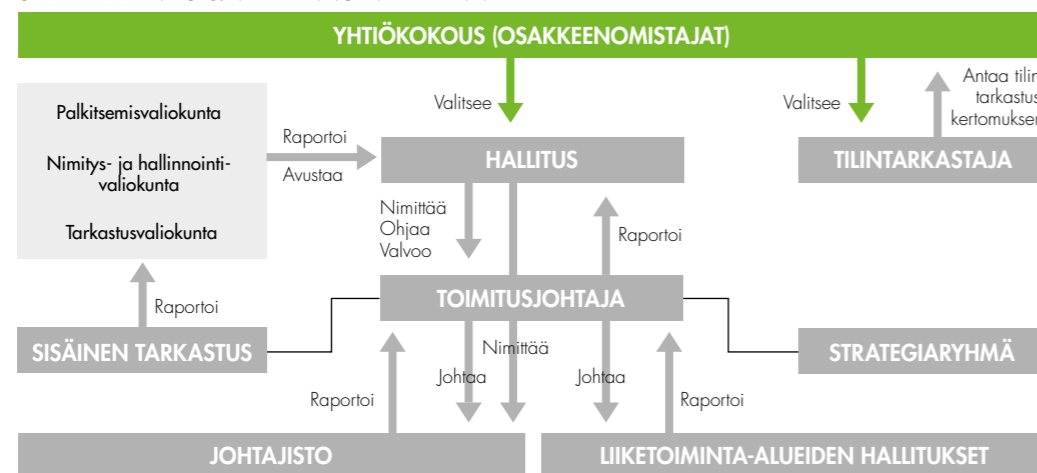 YHTIÖKOKOUS (OSAKKEENOMISTAJAT)
Valitsee
Valitsee
Antaa tilin
tarkastus
kertomuksen
Palkitsemisvaliokunta
Nimitys- ja hallinnointi-
valiokunta
Tarkastusvaliokunta
Raportoi
Avustaa
HALLITUS
TILINTARKASTAJA
Nimittää
Ohjaa
Valvoo
Raportoi
Raportoi
TOIMITUSJOHTAJA
SISÄINEN TARKASTUS
STRATEGIARYHMÄ
Nimittää
Johtaa
Johtaa
Raportoi
Raportoi
JOHTAJISTO
LIIKETOIMINTA-ALUEIDEN HALLITUKSET